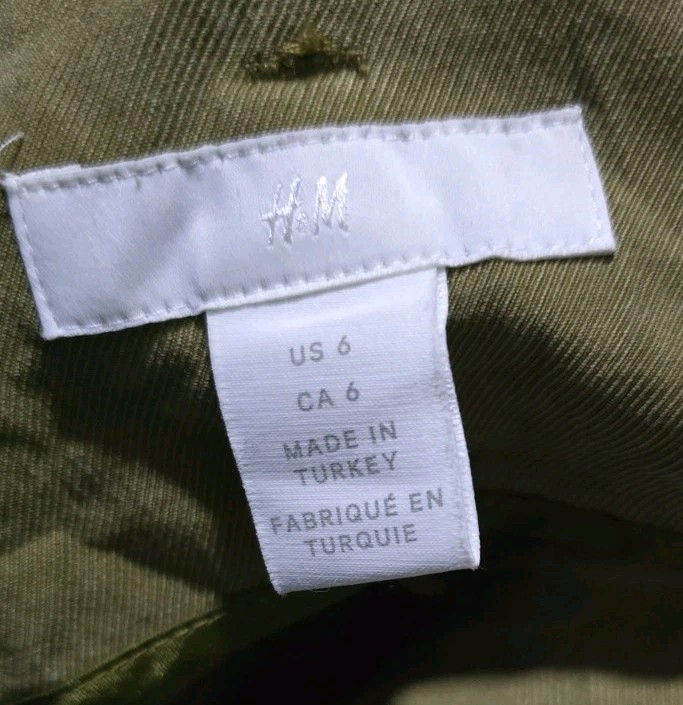 H&M
US 6
CA 6
MADE IN
TURKEY
FABRIQUÉ EN
TURQUIE